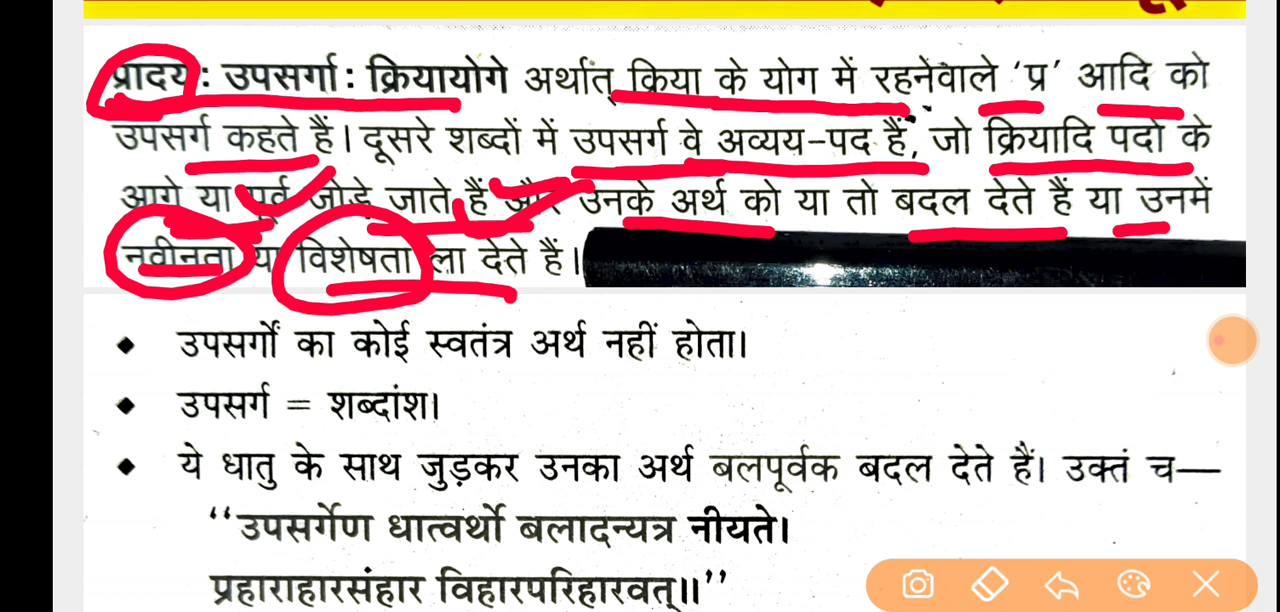 प्रादय: उपसर्गा: क्रियायोगे अर्थात् क्रिया के योग में रहनेवाले ‘प्र’ आदि को
उपसर्ग कहते हैं। दूसरे शब्दों में उपसर्ग वे अव्यय-पद हैं, जो क्रियादि पदों के
आगे या पूर्व जोड़े जाते हैं और उनके अर्थ को या तो बदल देते हैं या उनमें
नवीनता या विशेषता ला देते हैं।
◆ उपसर्गों का कोई स्वतंत्र अर्थ नहीं होता।
◆ उपसर्ग = शब्दांश।
◆ ये धातु के साथ जुड़कर उनका अर्थ बलपूर्वक बदल देते हैं। उक्तं च—
‘‘उपसर्गेण धात्वर्थो बलादन्यत्र नीयते।
प्रहाराहारसंहार विहारपरिहारवत्॥’’